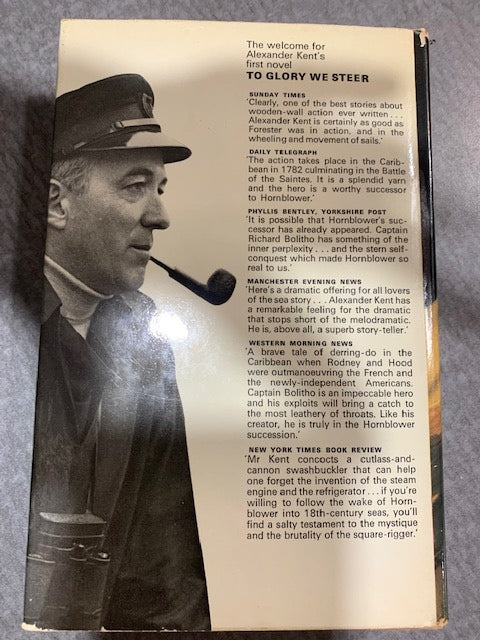 The welcome for
Alexander Kent's
first novel
TO GLORY WE STEER
SUNDAY TIMES
'Clearly, one of the best stories about
wooden-wall action ever written . . .
Alexander Kent is certainly as good as
Forester was in action, and in the
wheeling and movement of sails.'
DAILY TELEGRAPH
'The action takes place in the Carib-
bean in 1782 culminating in the Battle
of the Saintes. It is a splendid yarn
and the hero is a worthy successor
to Hornblower.'
PHYLLIS BENTLEY, YORKSHIRE POST
'It is possible that Hornblower's suc-
cessor has already appeared. Captain
Richard Bolitho has something of the
inner perplexity . . . and the stern self-
conquest which made Hornblower so
real to us.'
MANCHESTER EVENING NEWS
'Here's a dramatic offering for all lovers
of the sea story . . . Alexander Kent has
a remarkable feeling for the dramatic
that stops short of the melodramatic.
He is, above all, a superb story-teller.'
WESTERN MORNING NEWS
'A brave tale of derring-do in the
Caribbean when Rodney and Hood
were outmanoeuvring the French and
the newly-independent Americans.
Captain Bolitho is an impeccable hero
and his exploits will bring a catch to
the most leathery of throats. Like his
creator, he is truly in the Hornblower
succession.'
NEW YORK TIMES BOOK REVIEW
'Mr Kent concocts a cutlass-and-
cannon swashbuckler that can help
one forget the invention of the steam
engine and the refrigerator . . . if you're
willing to follow the wake of Horn-
blower into 18th-century seas, you'll
find a salty testament to the mystique
and the brutality of the square-rigger.'